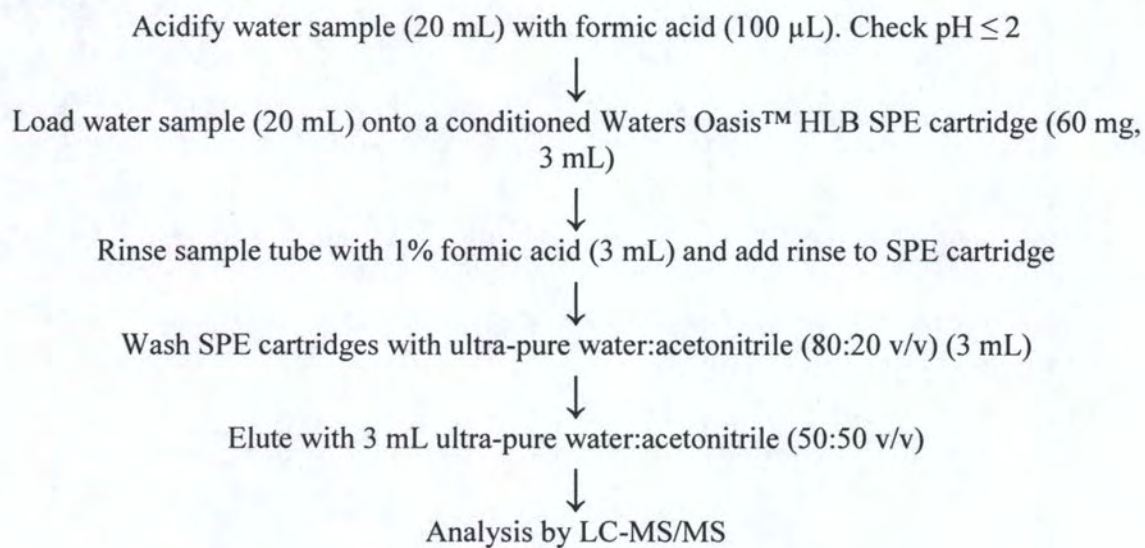 Acidify water sample (20 mL) with formic acid (100 µL). Check pH ≤ 2
↓
Load water sample (20 mL) onto a conditioned Waters Oasis™ HLB SPE cartridge (60 mg,
3 mL)
↓
Rinse sample tube with 1% formic acid (3 mL) and add rinse to SPE cartridge
↓
Wash SPE cartridges with ultra-pure water:acetonitrile (80:20 v/v) (3 mL)
↓
Elute with 3 mL ultra-pure water:acetonitrile (50:50 v/v)
↓
Analysis by LC-MS/MS